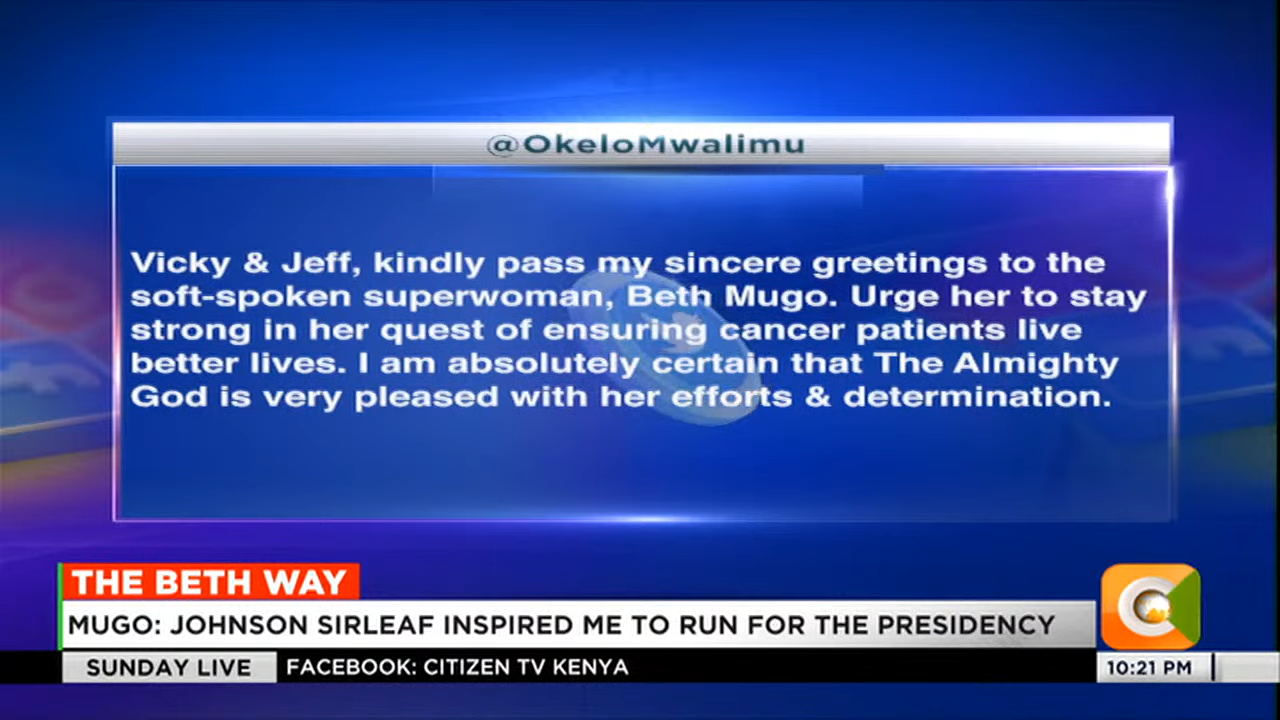 @OkeloMwalimu
Vicky & Jeff, kindly pass my sincere greetings to the
soft-spoken superwoman, Beth Mugo. Urge her to stay
strong in her quest of ensuring cancer patients live
better lives. I am absolutely certain that The Almighty
God is very pleased with her efforts & determination.
THE BETH WAY
MUGO: JOHNSON SIRLEAF INSPIRED ME TO RUN FOR THE PRESIDENCY
SUNDAY LIVE FACEBOOK: CITIZEN TV KENYA
10:21 PM